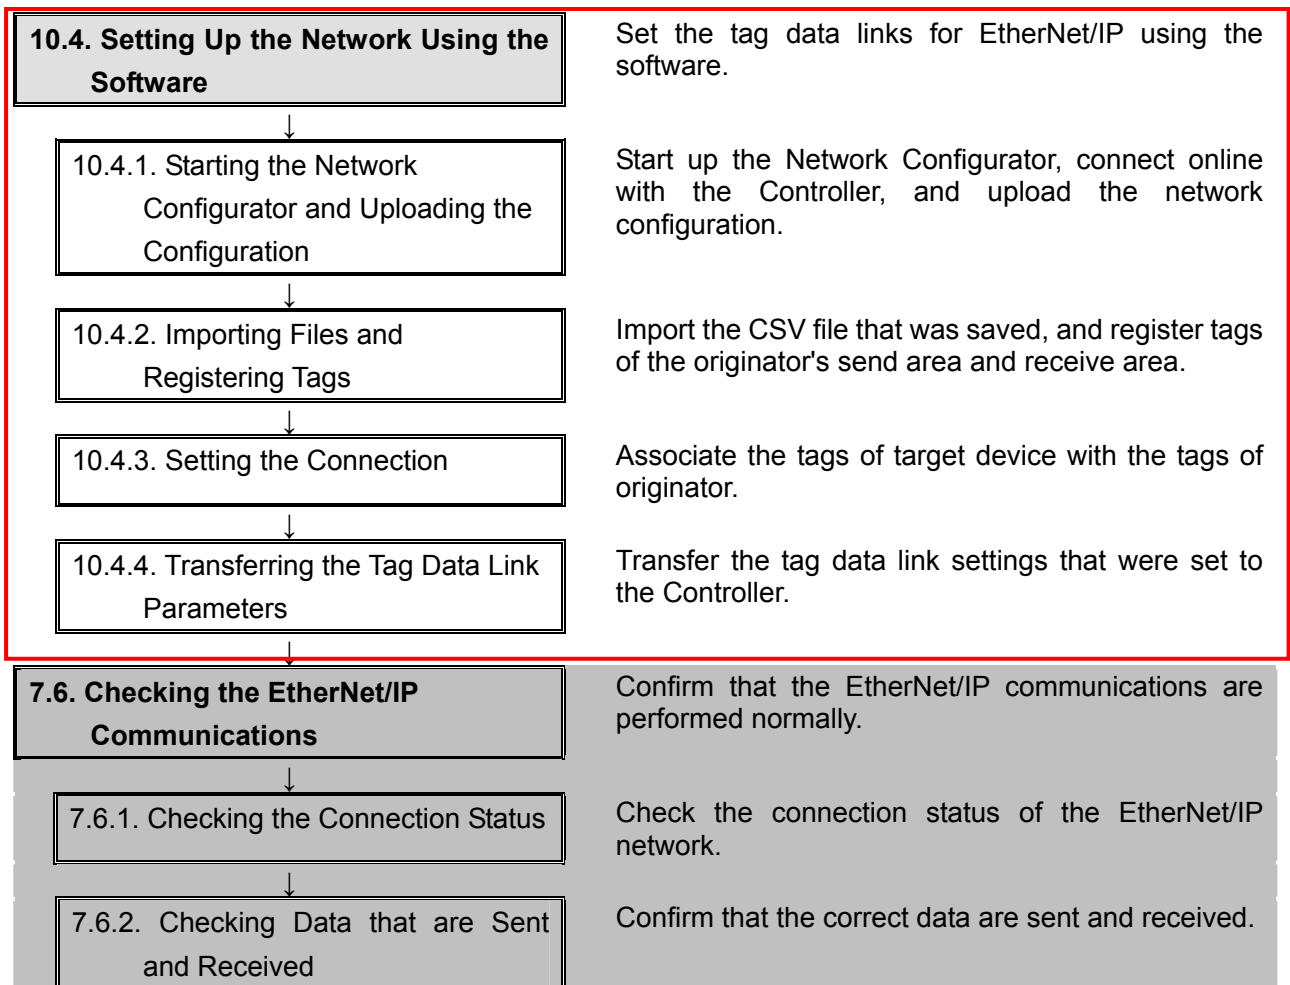 10.4. Setting Up the Network Using the
Software
Set the tag data links for EtherNet/IP using the
software.
↓
10.4.1. Starting the Network
Configurator and Uploading the
Configuration
Start up the Network Configurator, connect online
with the Controller, and upload the network
configuration.
↓
10.4.2. Importing Files and
Registering Tags
Import the CSV file that was saved, and register tags
of the originator's send area and receive area.
↓
10.4.3. Setting the Connection
Associate the tags of target device with the tags of
originator.
↓
10.4.4. Transferring the Tag Data Link
Parameters
Transfer the tag data link settings that were set to
the Controller.
↓
7.6. Checking the EtherNet/IP
Communications
Confirm that the EtherNet/IP communications are
performed normally.
↓
7.6.1. Checking the Connection Status
Check the connection status of the EtherNet/IP
network.
↓
7.6.2. Checking Data that are Sent
and Received
Confirm that the correct data are sent and received.